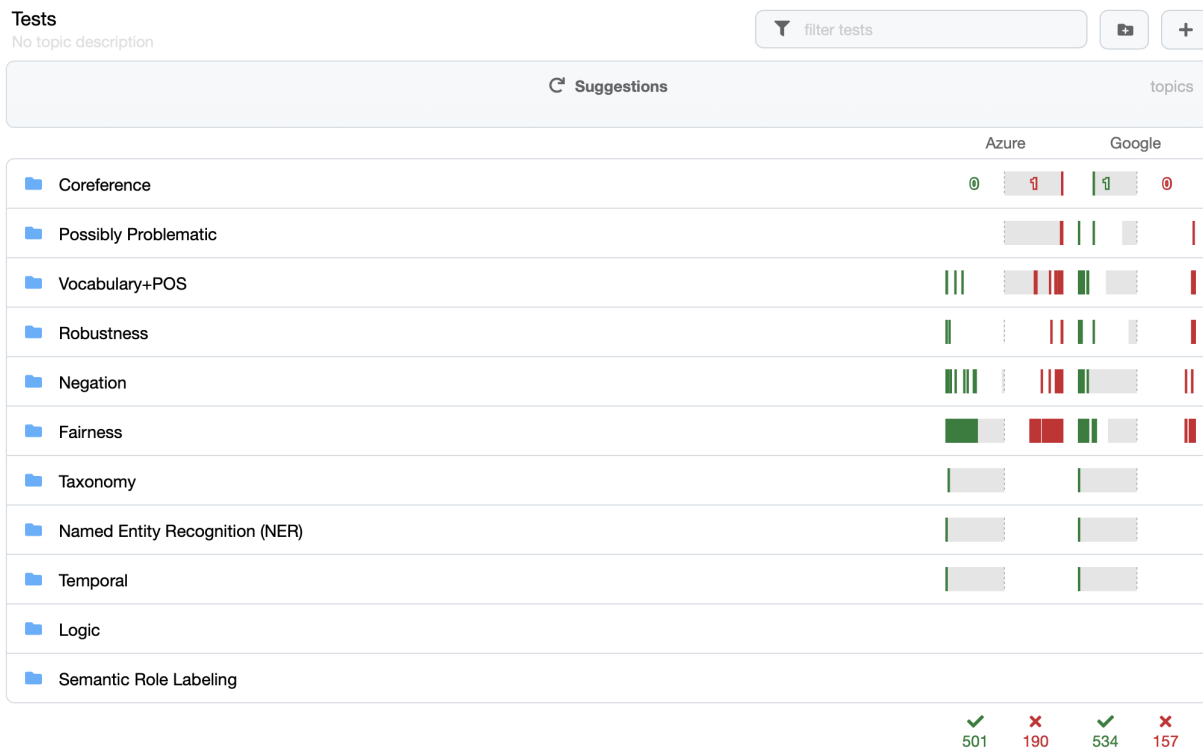 Tests
No topic description
filter tests
Suggestions
topics
Azure Google
Coreference 0 1 1 0
Possibly Problematic
Vocabulary+POS
Robustness
Negation
Fairness
Taxonomy
Named Entity Recognition (NER)
Temporal
Logic
Semantic Role Labeling
501 190 534 157